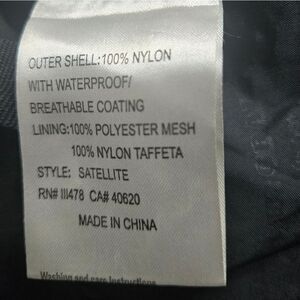 OUTER SHELL:100% NYLON
WITH WATERPROOF/
BREATHABLE COATING
LINING:100% POLYESTER MESH
100% NYLON TAFFETA
STYLE: SATELLITE
RN# III478 CA# 40620
MADE IN CHINA
Washing and care Instructions